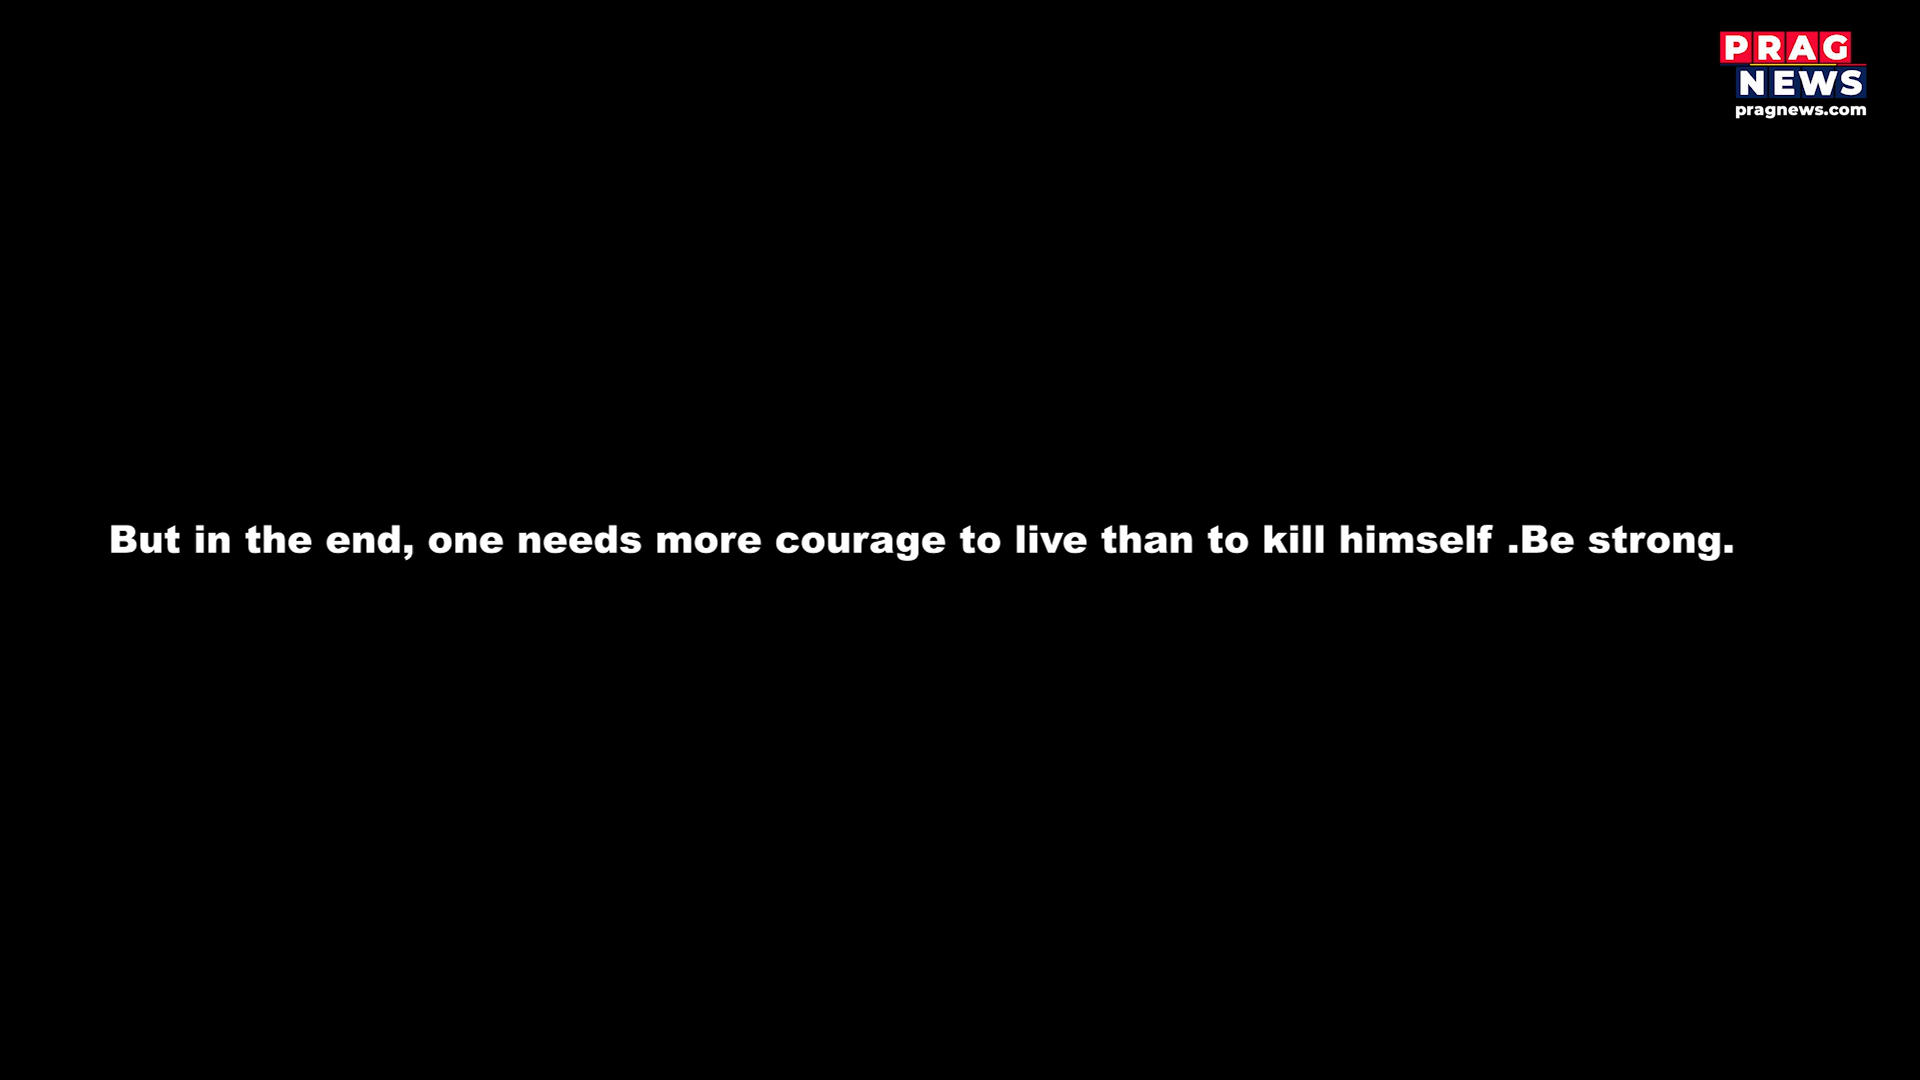 PRAG
NEWS
pragnews.com
But in the end, one needs more courage to live than to kill himself .Be strong.